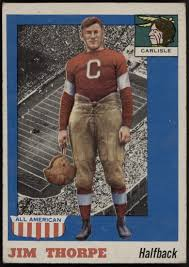 CARLISLE
C
ALL AMERICAN
JIM THORPE Halfback